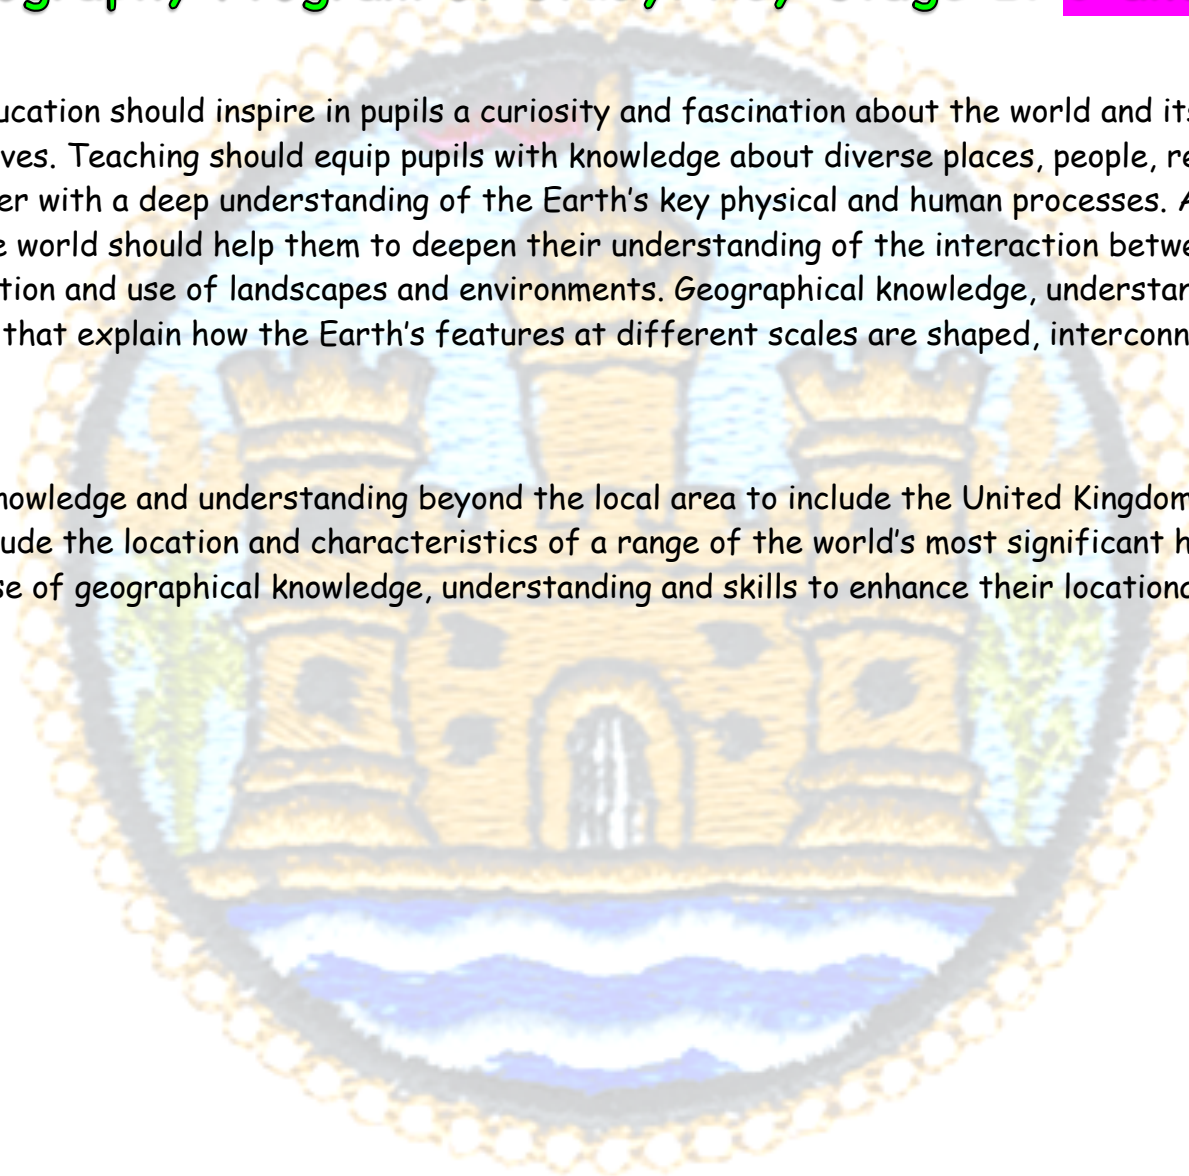 ucation should inspire in pupils a curiosity and fascination about the world and its
ves. Teaching should equip pupils with knowledge about diverse places, people, re
er with a deep understanding of the Earth's key physical and human processes. A
e world should help them to deepen their understanding of the interaction betwe
tion and use of landscapes and environments. Geographical knowledge, understan
that explain how the Earth's features at different scales are shaped, interconn
nowledge and understanding beyond the local area to include the United Kingdom
ude the location and characteristics of a range of the world's most significant h
se of geographical knowledge, understanding and skills to enhance their locationa